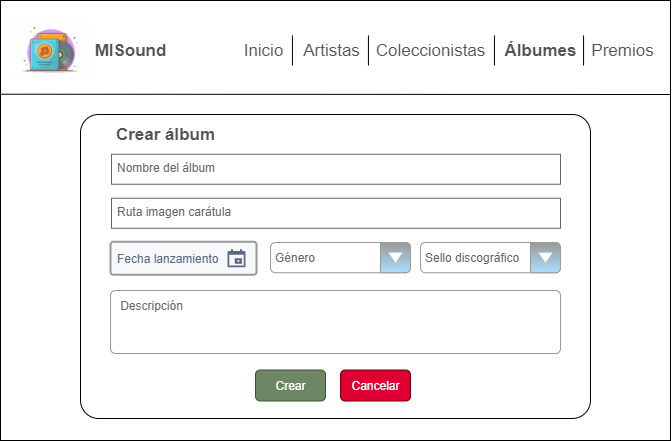 MISound Inicio Artistas Coleccionistas Álbumes Premios
Crear álbum
Nombre del álbum
Ruta imagen carátula
Fecha lanzamiento Género Sello discográfico
Descripción
Crear Cancelar